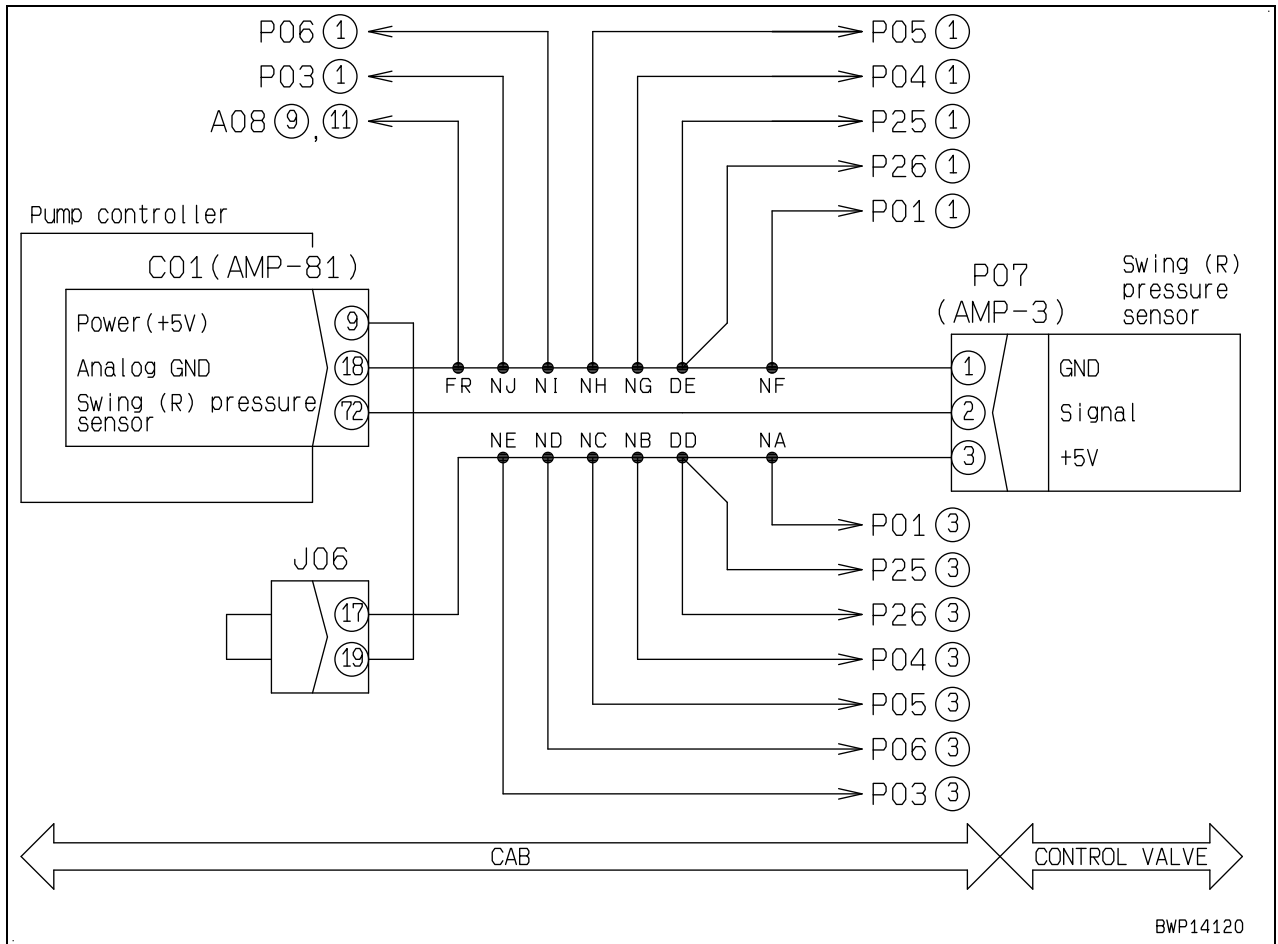 P06 1
P05 1
P03 1
P04 1
A08 9, 11
P25 1
P26 1
P01 1
Pump controller
C01(AMP-81)
Power(+5V) 9
Analog GND 18
Swing (R) pressure
sensor 72
P07
(AMP-3)
Swing (R)
pressure
sensor
1 GND
2 Signal
3 +5V
FR NJ NI NH NG DE NF
NE ND NC NB DD NA
J06
17
19
P01 3
P25 3
P26 3
P04 3
P05 3
P06 3
P03 3
CAB
CONTROL VALVE
BWP14120